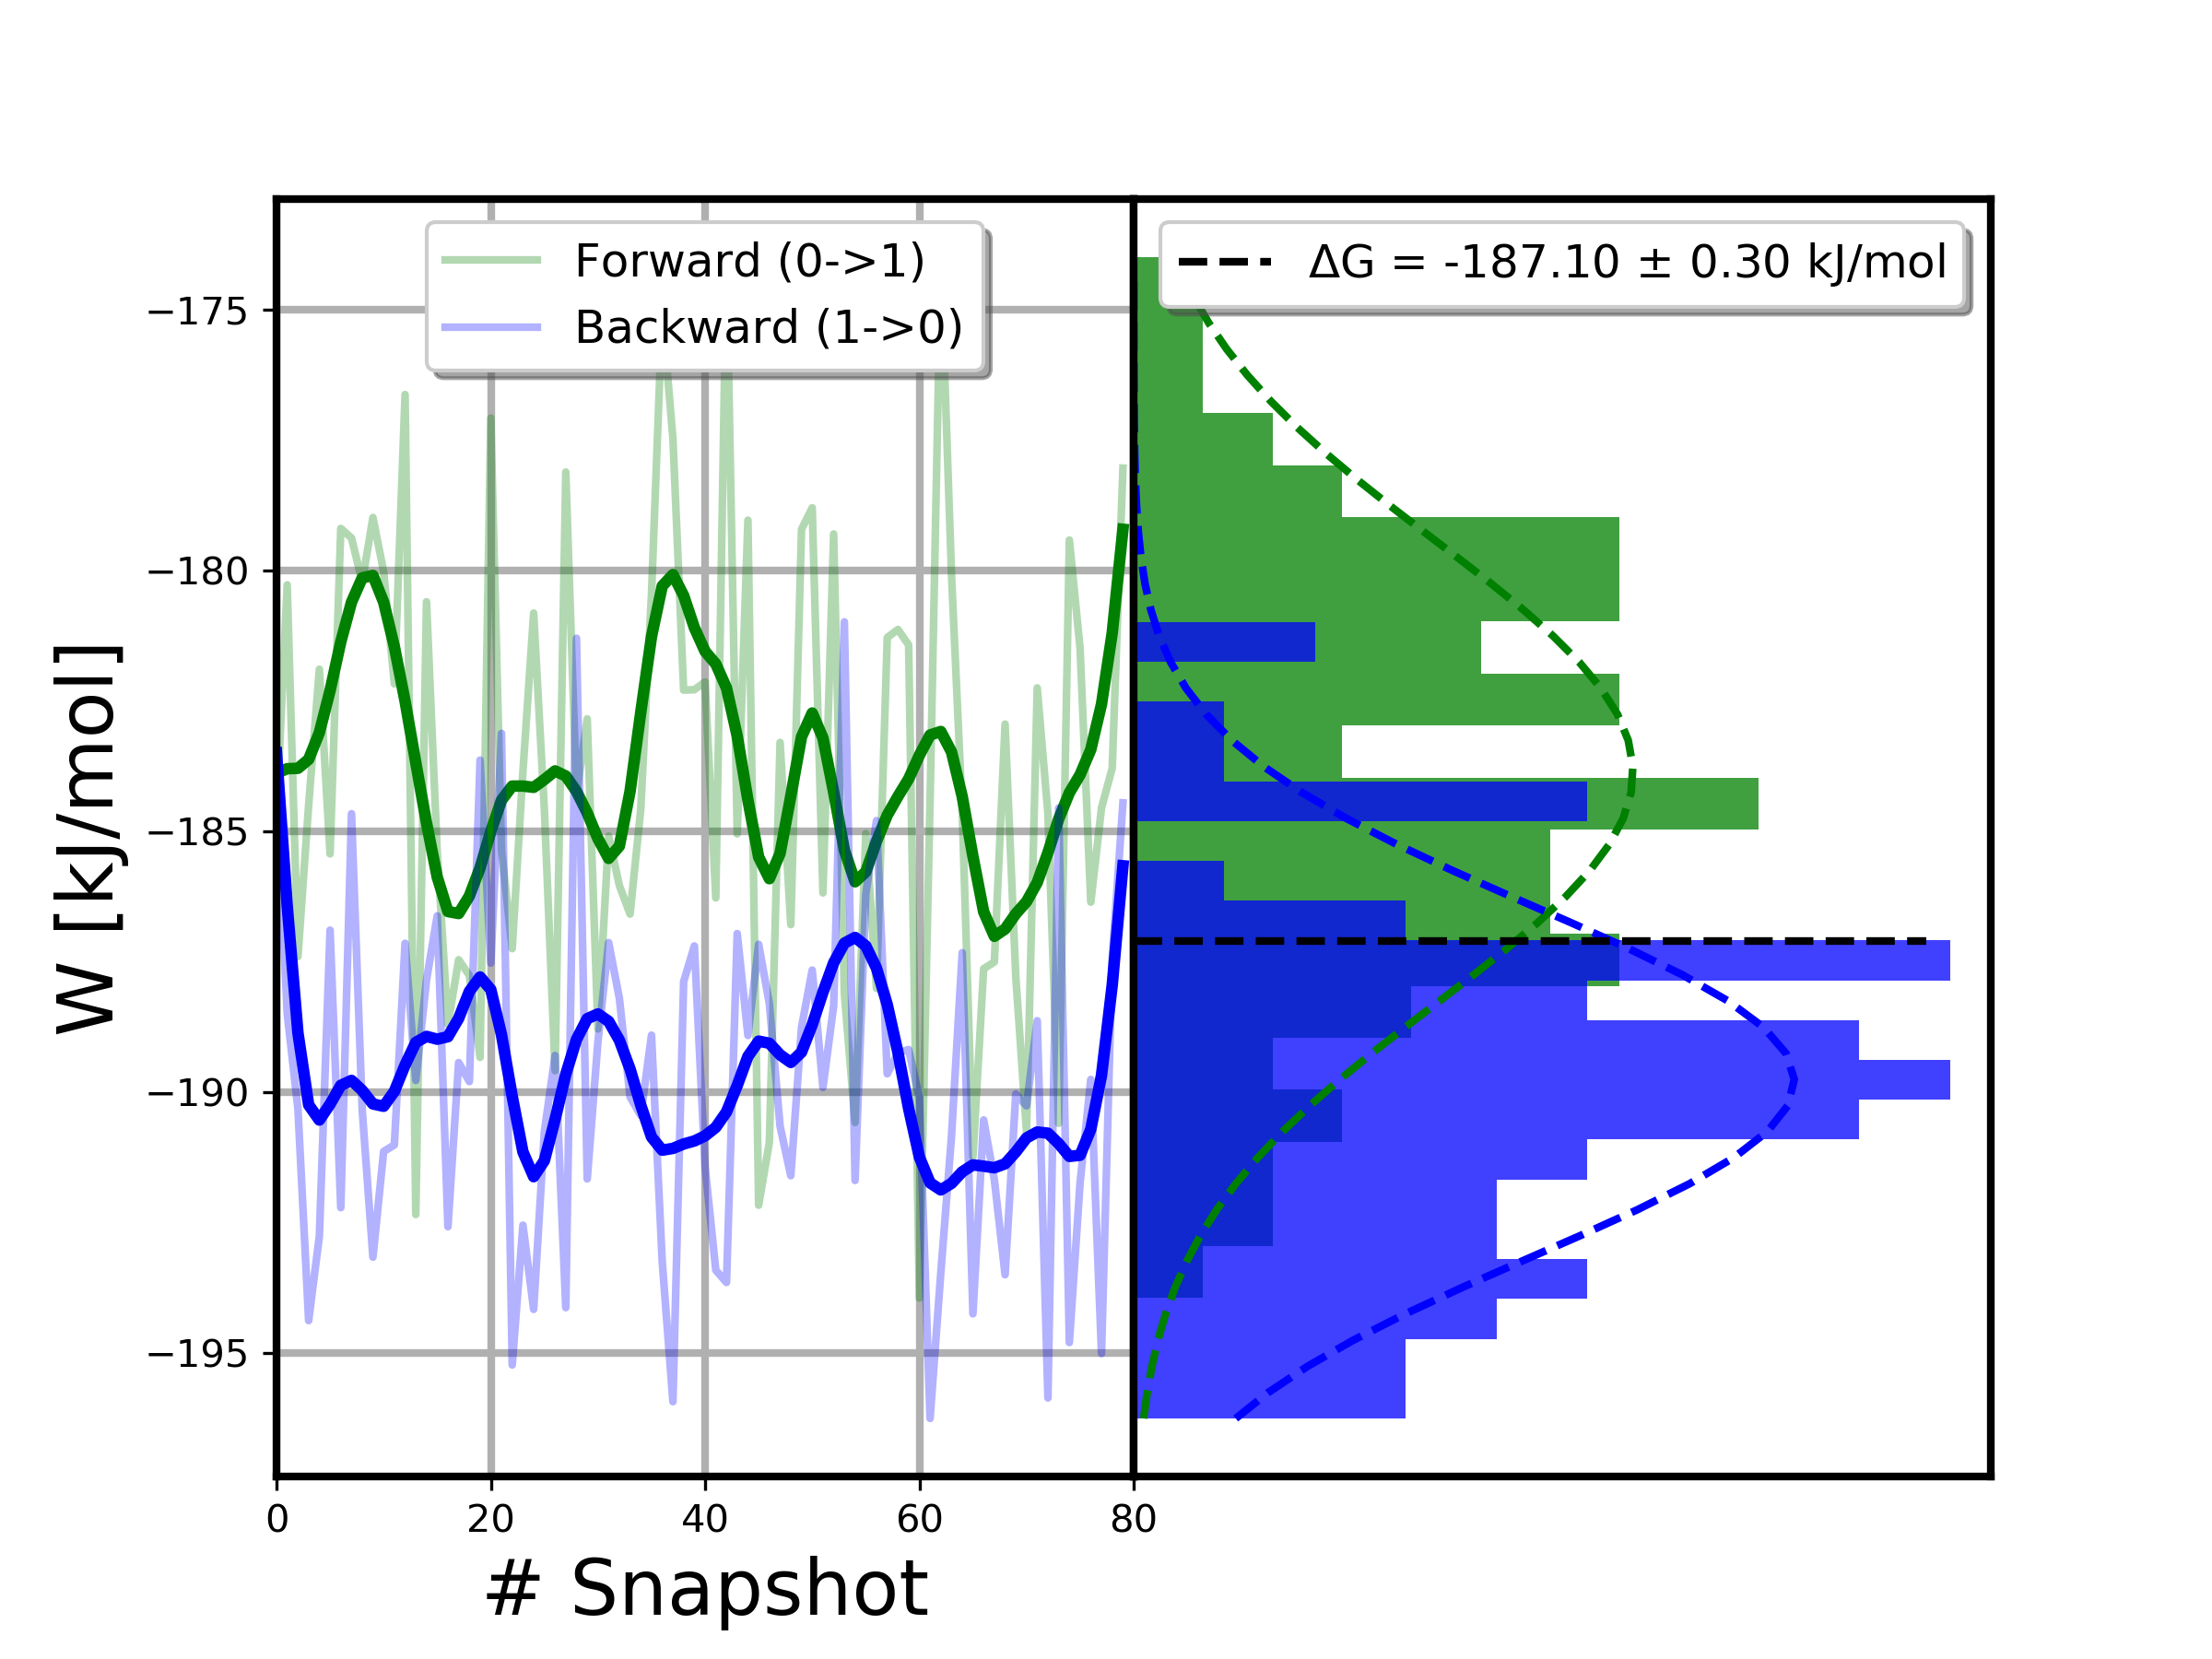 Forward (0->1)
Backward (1->0)
ΔG = -187.10 ± 0.30 kJ/mol
W [kJ/mol]
−175
−180
−185
−190
−195
0 20 40 60 80
# Snapshot